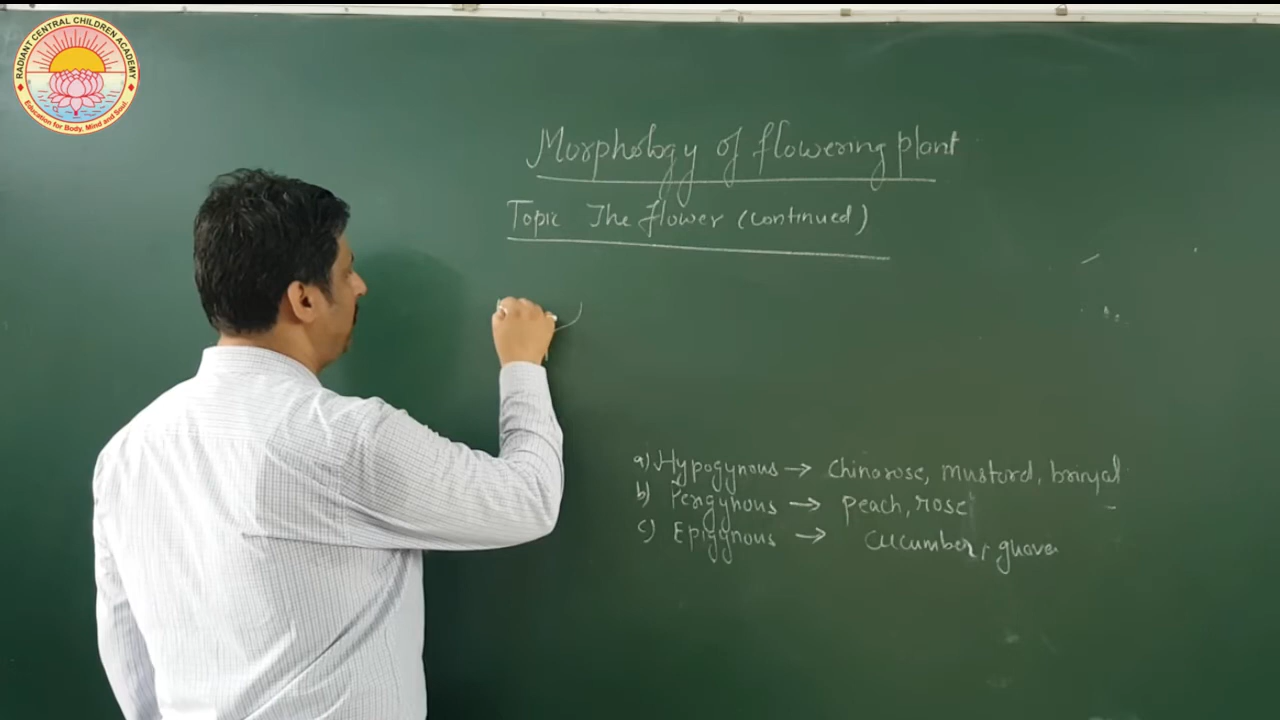 RADIANT CENTRAL CHILDREN ACADEMY
Education for Body, Mind and Soul.
Morphology of flowering plant
Topic The flower (continued)
a) Hypogynous → chinarose, mustard, brinjal
b) Perigynous → peach, rose
c) Epigynous → cucumber, guava